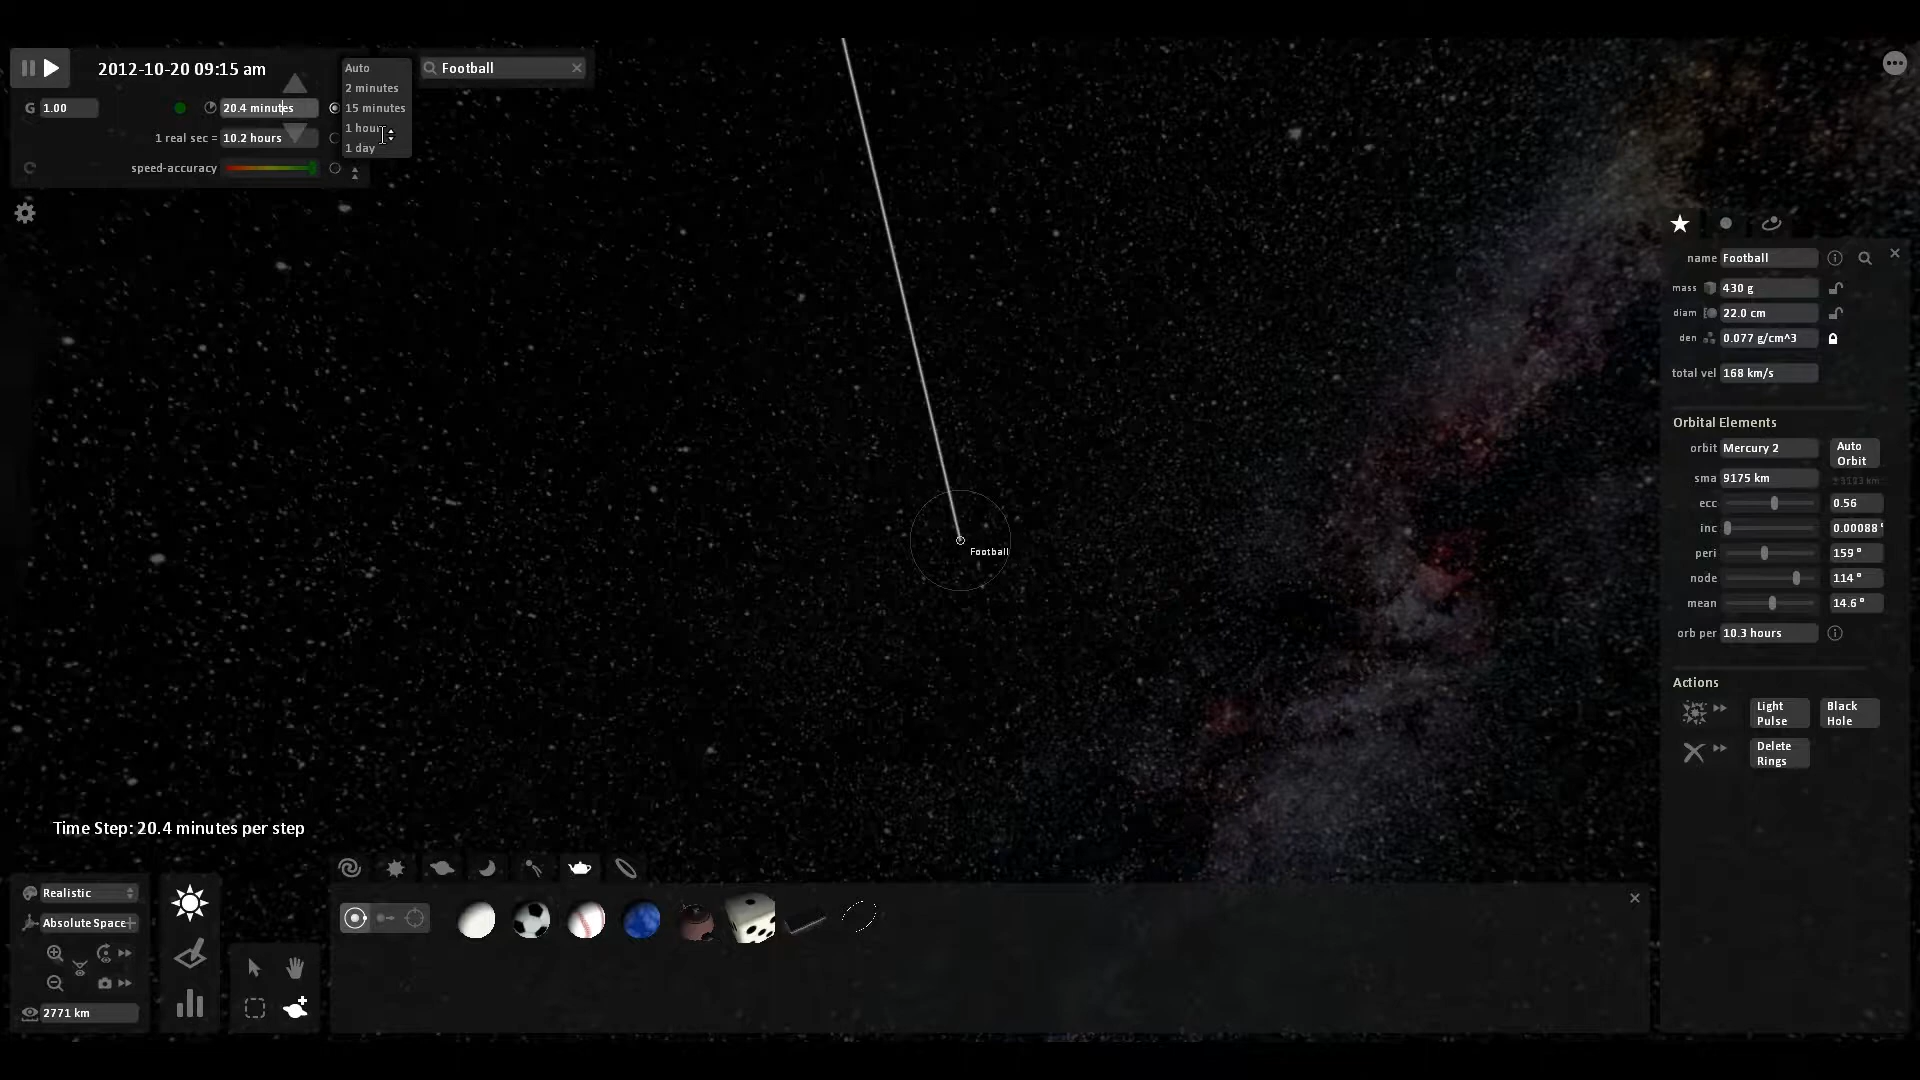 2012-10-20 09:15 am
Auto
Football
2 minutes
G 1.00
20.4 minutes
15 minutes
1 hour
1 real sec = 10.2 hours
1 day
speed-accuracy
name Football
mass 430 g
diam 22.0 cm
den 0.077 g/cm^3
total vel 168 km/s
Orbital Elements
orbit Mercury 2
Auto
Orbit
sma 9175 km
ecc 0.56
inc 0.00088°
peri 159°
node 114°
mean 14.6°
orb per 10.3 hours
Actions
Light
Pulse
Black
Hole
Delete
Rings
Football
Time Step: 20.4 minutes per step
Realistic
Absolute Space
2771 km